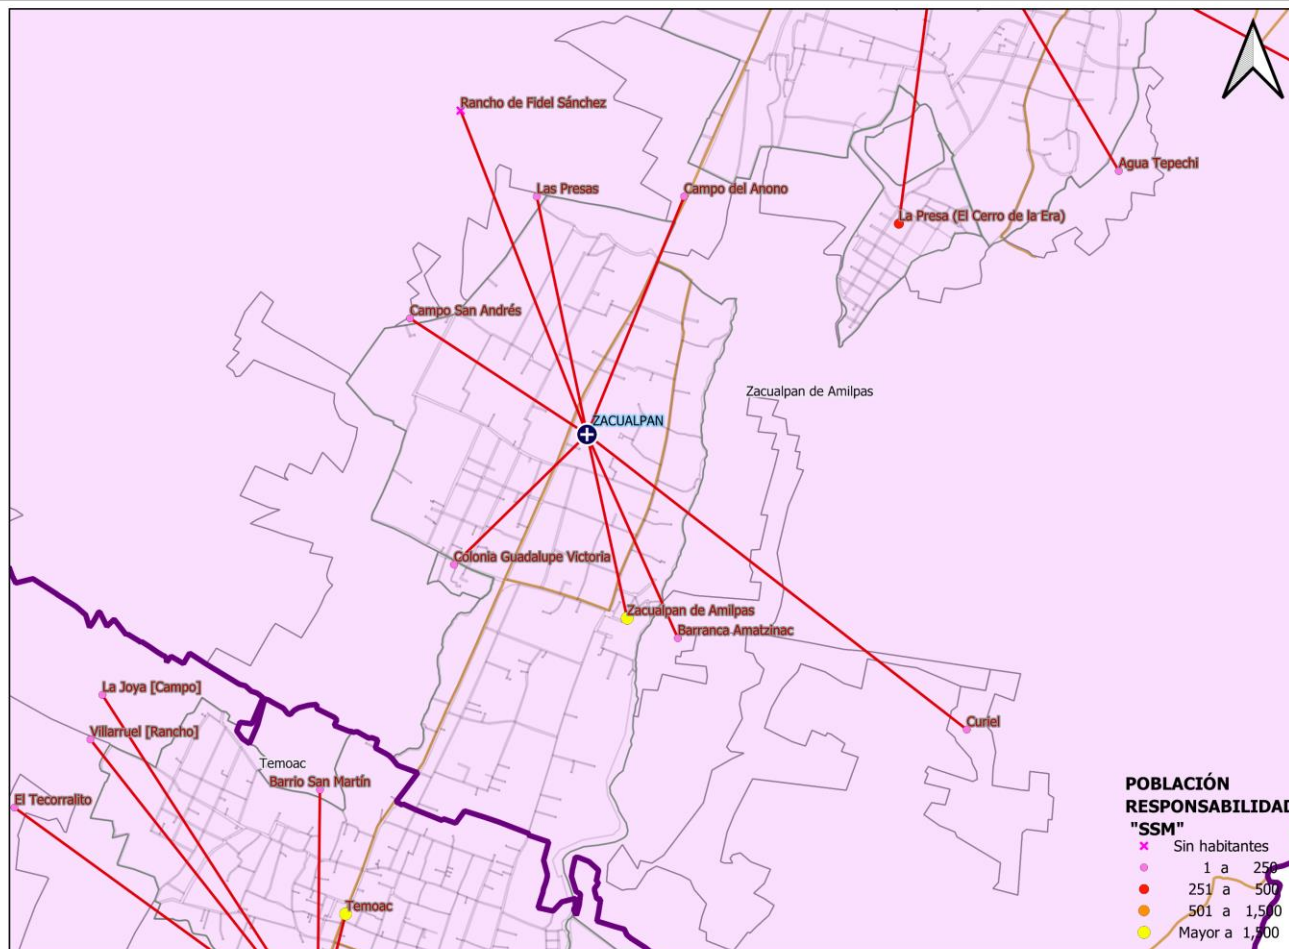 Rancho de Fidel Sánchez
Agua Tepechi
Las Presas
Campo del Anono
La Presa (El Cerro de la Era)
Campo San Andrés
Zacualpan de Amilpas
ZACUALPAN
Colonia Guadalupe Victoria
Zacualpan de Amilpas
Barranca Amatzinac
La Joya [Campo]
Curiel
Villarruel [Rancho]
Temoac
Barrio San Martín
El Tecorralito
Temoac
POBLACIÓN
RESPONSABILIDAD
"SSM"
Sin habitantes
1 a 250
251 a 500
501 a 1,500
Mayor a 1,500